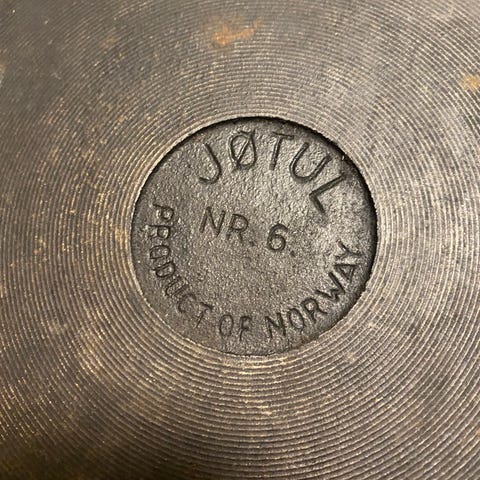 JØTUL
NR. 6.
PRODUCT OF NORWAY